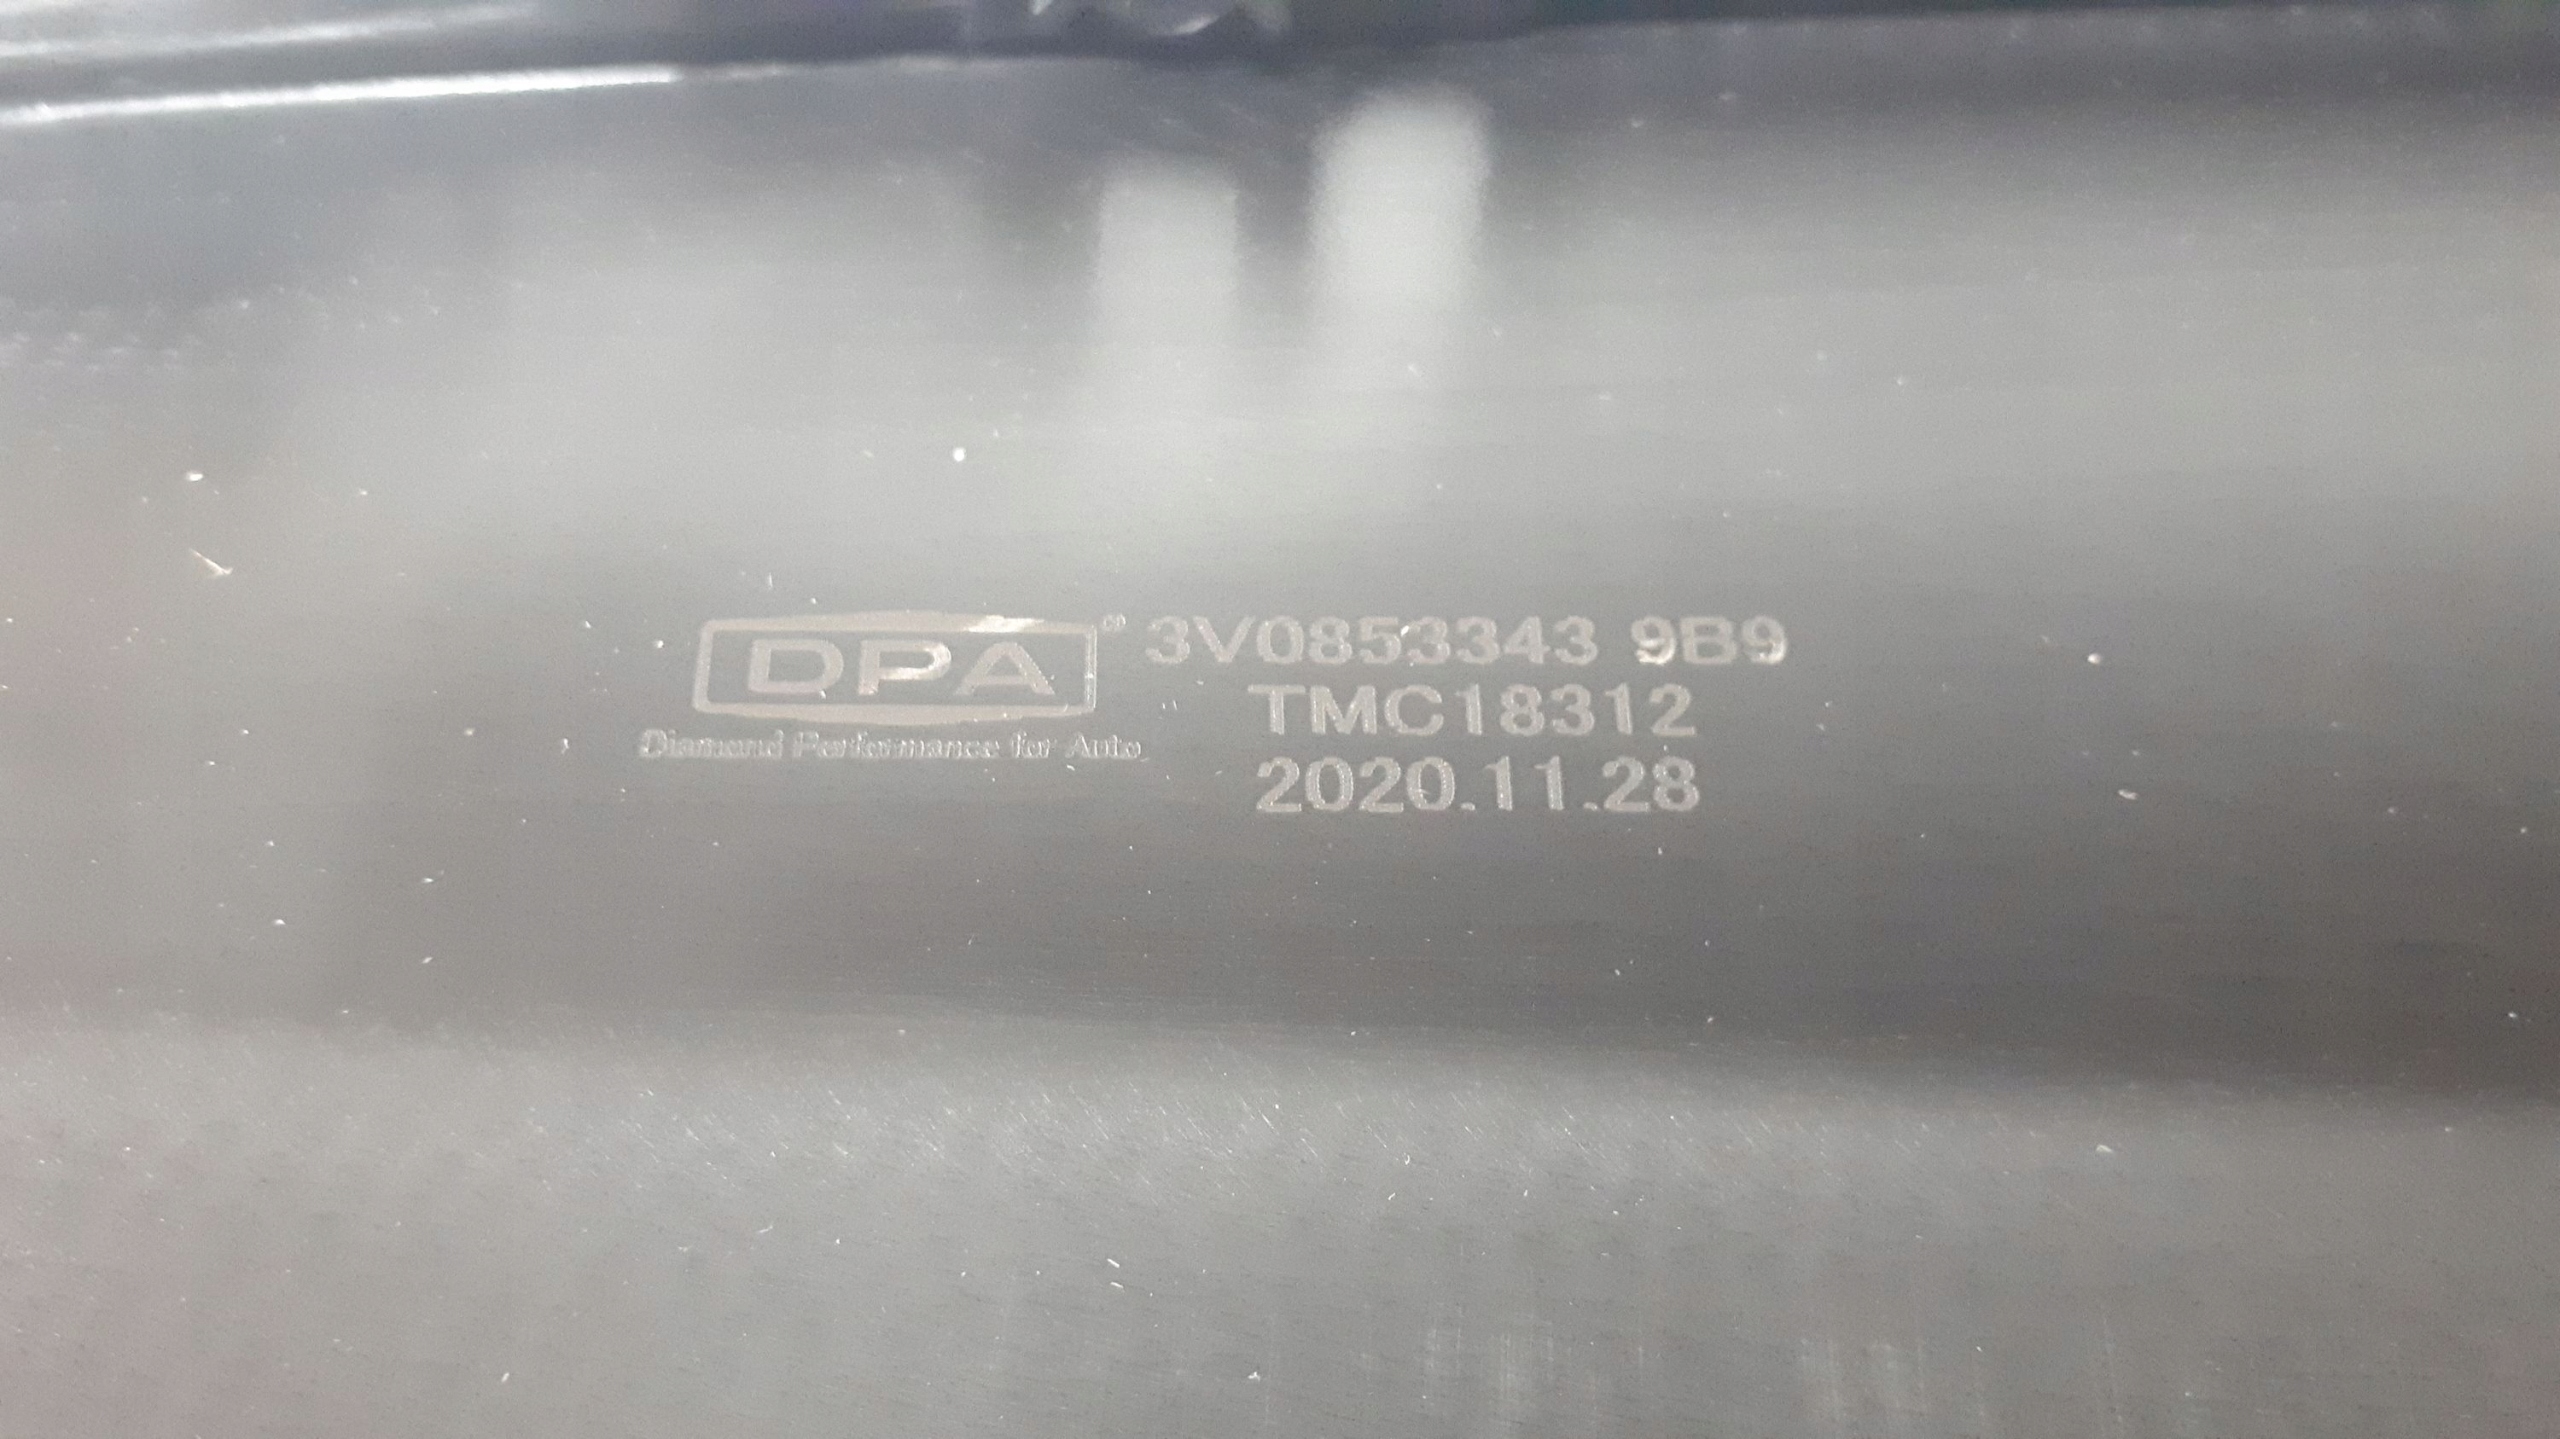 DPA® 3V0853343 9B9
TMC18312
Diamond Performance for Auto
2020.11.28